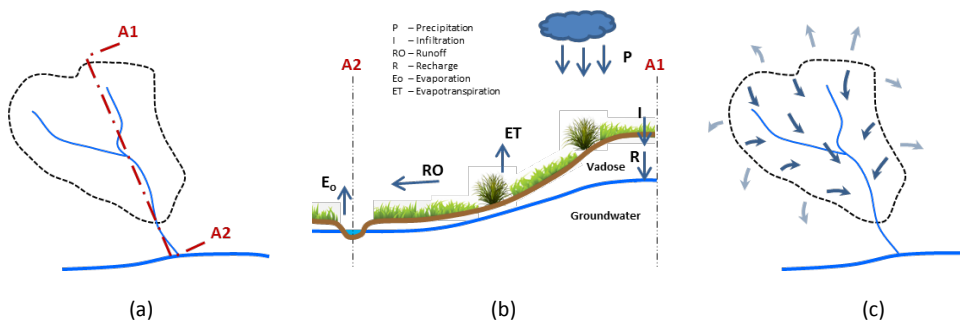 A1
A2
(a)
P – Precipitation
I – Infiltration
RO – Runoff
R – Recharge
Eo – Evaporation
ET – Evapotranspiration
P
A2
A1
I
ET
R
Vadose
RO
Eo
Groundwater
(b)
(c)